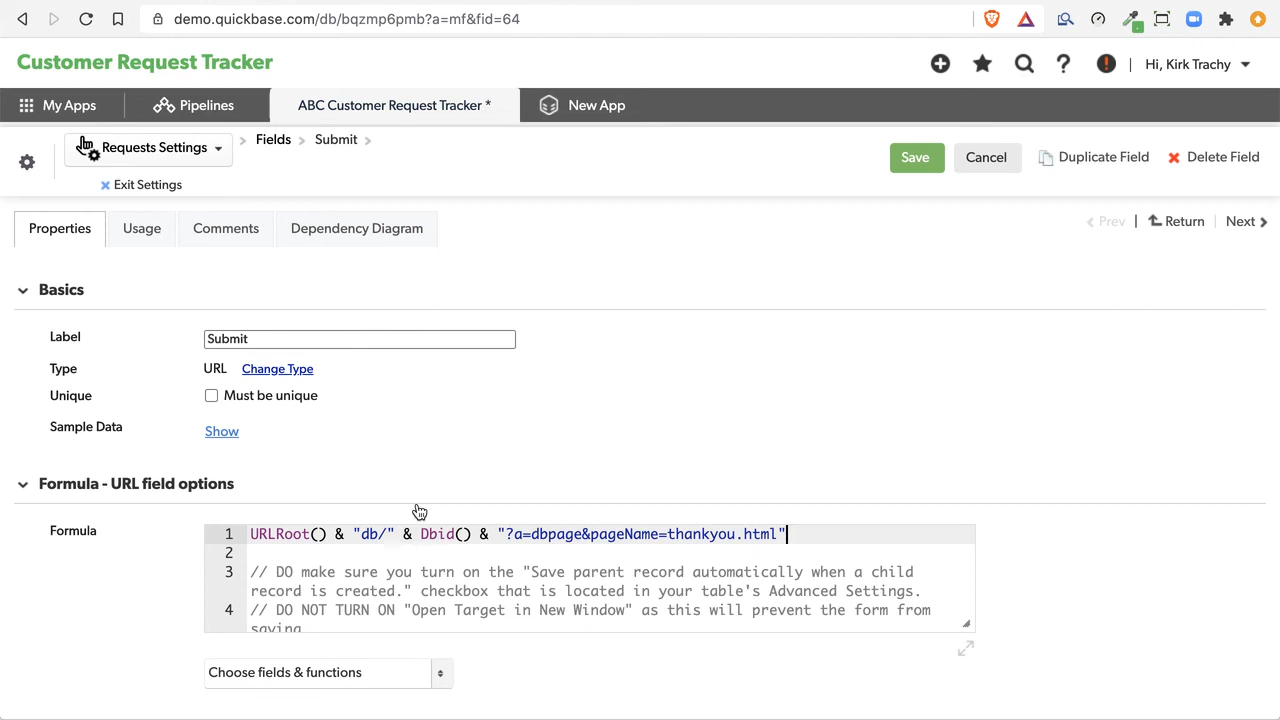 demo.quickbase.com/db/bqzmp6pmb?a=mf&fid=64
Customer Request Tracker
Hi, Kirk Trachy
My Apps
Pipelines
ABC Customer Request Tracker *
New App
Requests Settings
Fields
Submit
Exit Settings
Save
Cancel
Duplicate Field
Delete Field
Properties
Usage
Comments
Dependency Diagram
Prev | Return | Next
Basics
Label
Submit
Type
URL
Change Type
Unique
Must be unique
Sample Data
Show
Formula - URL field options
Formula
1 URLRoot() & "db/" & Dbid() & "?a=dbpage&pageName=thankyou.html"
2
3 // DO make sure you turn on the "Save parent record automatically when a child
record is created." checkbox that is located in your table's Advanced Settings.
4 // DO NOT TURN ON "Open Target in New Window" as this will prevent the form from
saving
Choose fields & functions